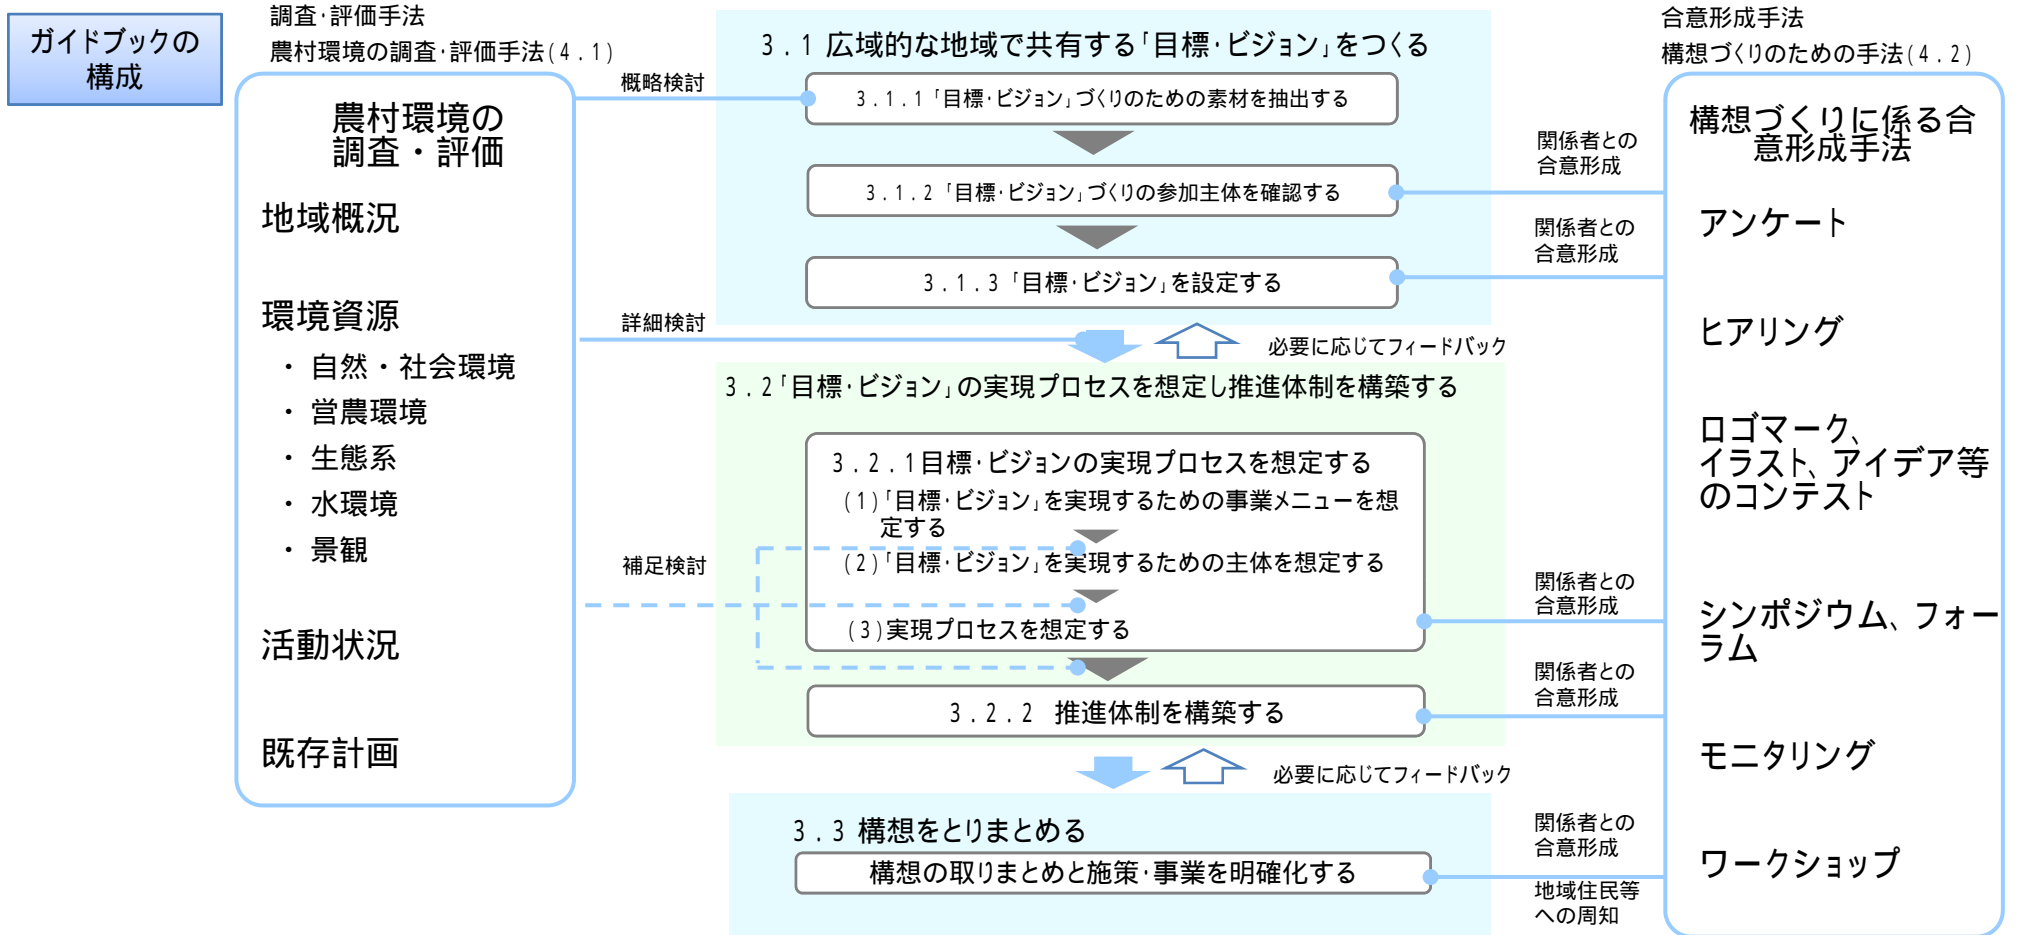 ガイドブックの
構成
調査・評価手法
農村環境の調査・評価手法(4.1)
農村環境の
調査・評価
地域概況
環境資源
・ 自然・社会環境
・ 営農環境
・ 生態系
・ 水環境
・ 景観
活動状況
既存計画
概略検討
詳細検討
補足検討
3.1 広域的な地域で共有する「目標・ビジョン」をつくる
3.1.1「目標・ビジョン」づくりのための素材を抽出する
3.1.2「目標・ビジョン」づくりの参加主体を確認する
3.1.3「目標・ビジョン」を設定する
必要に応じてフィードバック
3.2「目標・ビジョン」の実現プロセスを想定し推進体制を構築する
3.2.1目標・ビジョンの実現プロセスを想定する
(1)「目標・ビジョン」を実現するための事業メニューを想
定する
(2)「目標・ビジョン」を実現するための主体を想定する
(3)実現プロセスを想定する
3.2.2 推進体制を構築する
必要に応じてフィードバック
3.3 構想をとりまとめる
構想の取りまとめと施策・事業を明確化する
関係者との
合意形成
関係者との
合意形成
関係者との
合意形成
関係者との
合意形成
関係者との
合意形成
地域住民等
への周知
合意形成手法
構想づくりのための手法(4.2)
構想づくりに係る合
意形成手法
アンケート
ヒアリング
ロゴマーク、
イラスト、アイデア等
のコンテスト
シンポジウム、フォー
ラム
モニタリング
ワークショップ